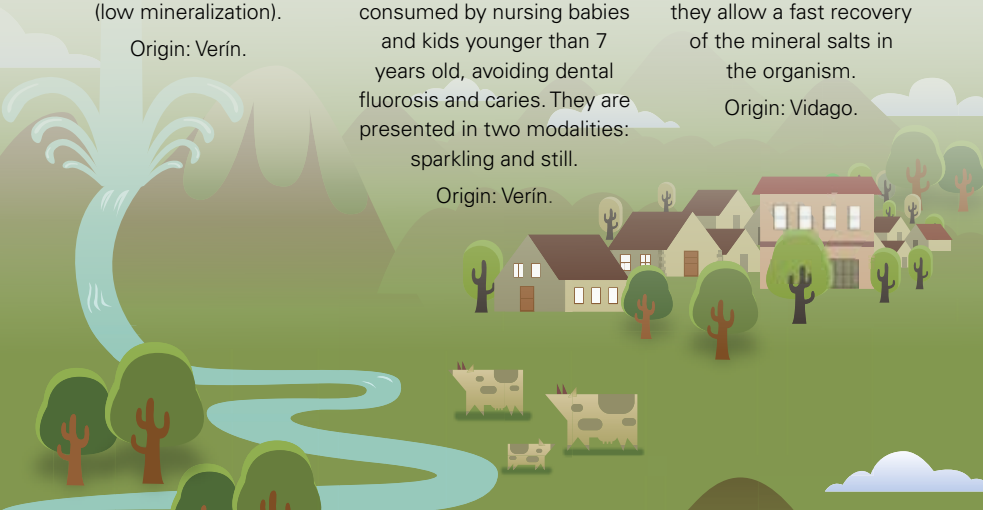 (low mineralization).
Origin: Verín.
consumed by nursing babies
and kids younger than 7
years old, avoiding dental
fluorosis and caries. They are
presented in two modalities:
sparkling and still.
Origin: Verín.
they allow a fast recovery
of the mineral salts in
the organism.
Origin: Vidago.